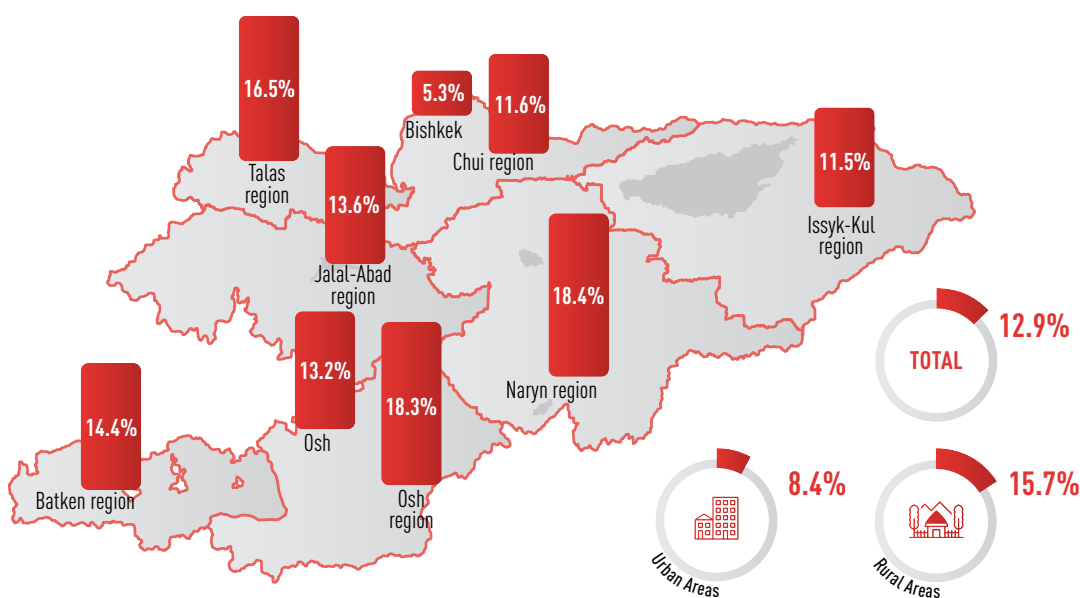 16.5%
Talas
region
5.3%
Bishkek
11.6%
Chui region
13.6%
Jalal-Abad
region
11.5%
Issyk-Kul
region
18.4%
Naryn region
13.2%
Osh
18.3%
Osh
region
14.4%
Batken region
TOTAL
12.9%
8.4%
Urban Areas
15.7%
Rural Areas